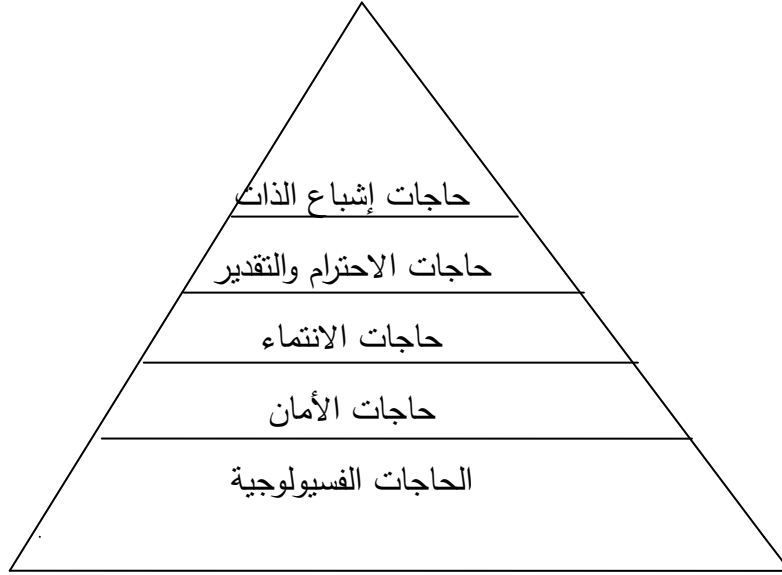 حاجات إشباع الذات
حاجات الاحترام والتقدير
حاجات الانتماء
حاجات الأمان
الحاجات الفسيولوجية